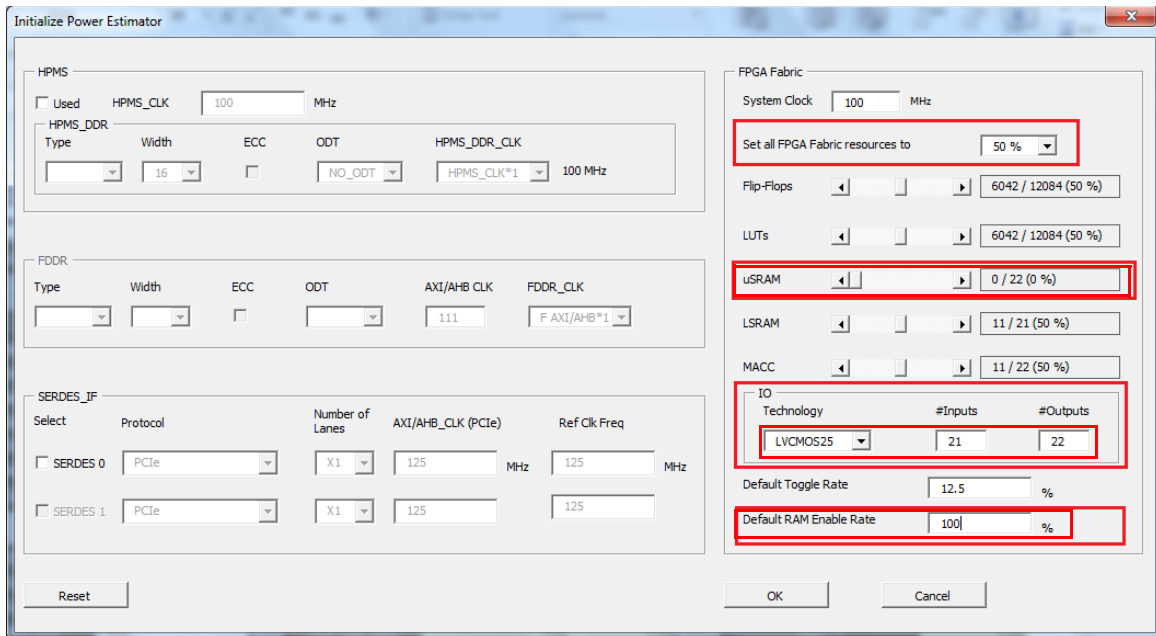 Initialize Power Estimator
x
HPMS
Used HPMS_CLK 100 MHz
HPMS_DDR
Type Width ECC ODT HPMS_DDR_CLK
16 NO_ODT HPMS_CLK*1 100 MHz
FDDR
Type Width ECC ODT AXI/AHB CLK FDDR_CLK
111 F AXI/AHB*1
SERDES_IF
Select Protocol Number of Lanes AXI/AHB_CLK (PCIe) Ref Clk Freq
SERDES 0 PCIe X1 125 MHz 125 MHz
SERDES 1 PCIe X1 125 125
Reset
FPGA Fabric
System Clock 100 MHz
Set all FPGA Fabric resources to 50 %
Flip-Flops 6042 / 12084 (50 %)
LUTs 6042 / 12084 (50 %)
uSRAM 0 / 22 (0 %)
LSRAM 11 / 21 (50 %)
MACC 11 / 22 (50 %)
IO
Technology #Inputs #Outputs
LVCMOS25 21 22
Default Toggle Rate 12.5 %
Default RAM Enable Rate 100 %
OK Cancel